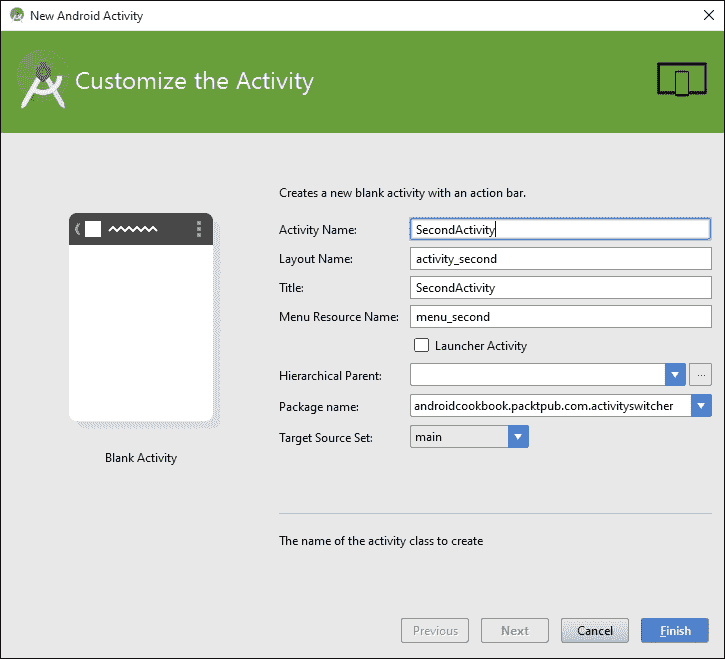 New Android Activity
Customize the Activity
Creates a new blank activity with an action bar.
Activity Name: SecondActivity
Layout Name: activity_second
Title: SecondActivity
Menu Resource Name: menu_second
Launcher Activity
Hierarchical Parent: ...
Package name: androidcookbook.packtpub.com.activityswitcher
Target Source Set: main
Blank Activity
The name of the activity class to create
Previous Next Cancel Finish